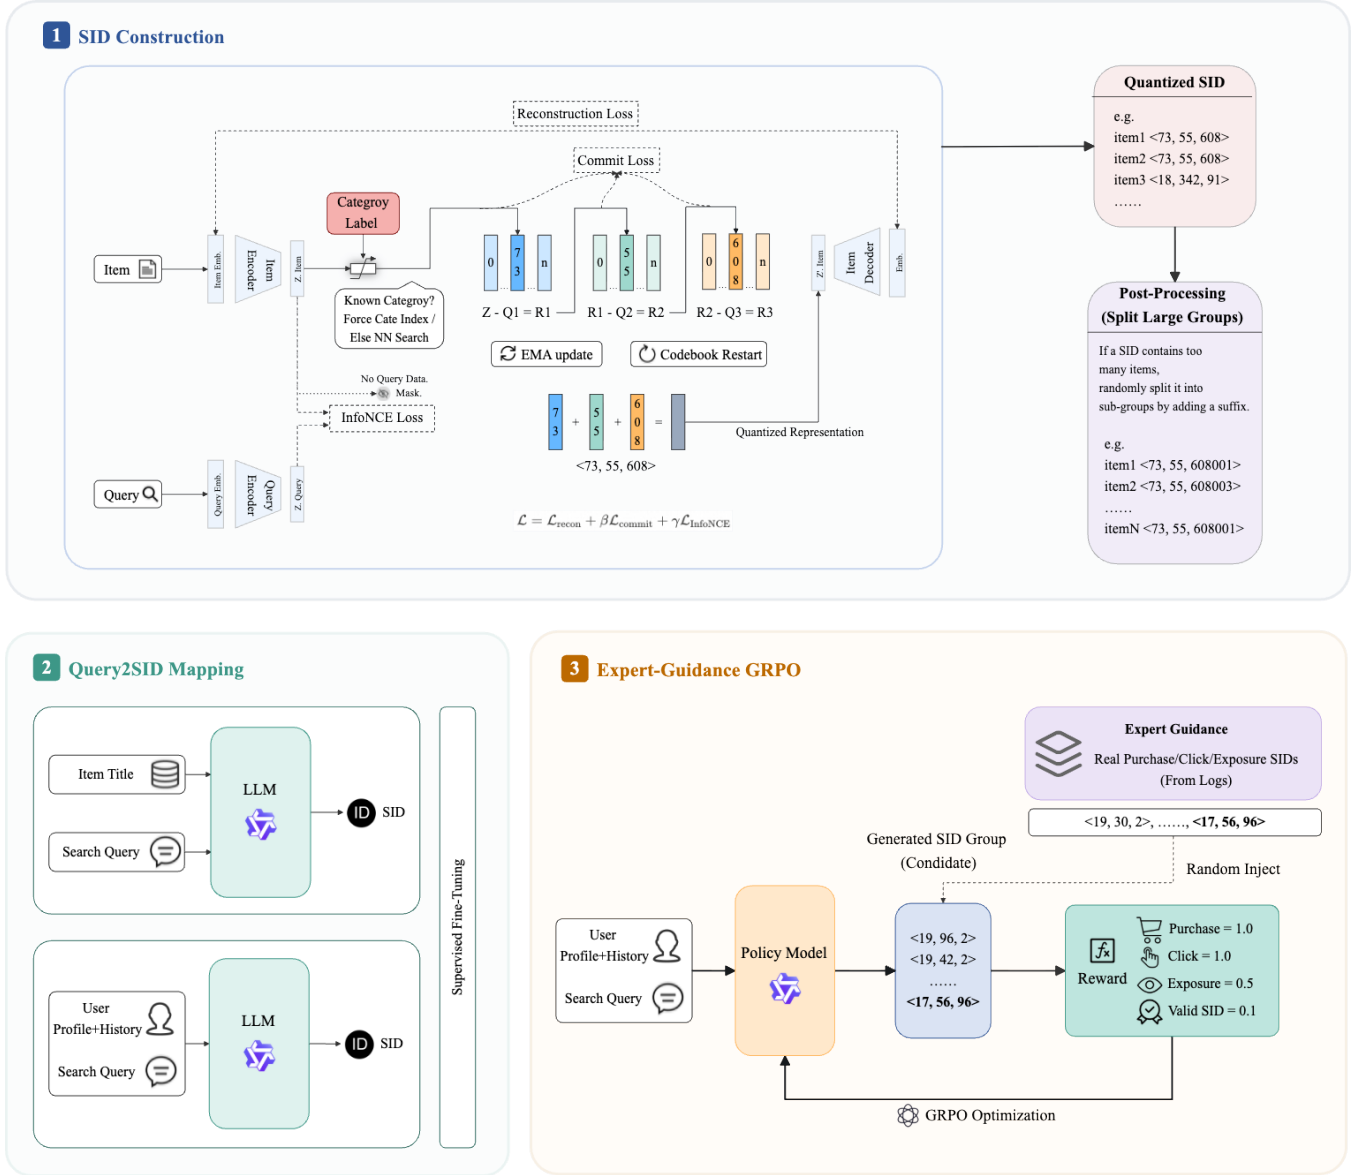 1 SID Construction
Reconstruction Loss
Commit Loss
Categroy
Label
Item
Item Emb.
Item
Encoder
Z. Item
Known Categroy?
Force Cate Index /
Else NN Search
0
7
3
n
0
5
5
n
0
6
0
8
n
Z - Q1 = R1
R1 - Q2 = R2
R2 - Q3 = R3
EMA update
Codebook Restart
Z'. Item
Item
Decoder
Emb.
No Query Data.
Mask.
InfoNCE Loss
Query
Query Emb.
Query
Encoder
Z. Query
7
3
+
5
5
+
6
0
8
=
<73, 55, 608>
Quantized Representation
ℒ = ℒrecon + βℒcommit + γℒInfoNCE
Quantized SID
e.g.
item1 <73, 55, 608>
item2 <73, 55, 608>
item3 <18, 342, 91>
......
Post-Processing
(Split Large Groups)
If a SID contains too
many items,
randomly split it into
sub-groups by adding a suffix.
e.g.
item1 <73, 55, 608001>
item2 <73, 55, 608003>
......
itemN <73, 55, 608001>
2 Query2SID Mapping
Item Title
Search Query
LLM
ID SID
User
Profile+History
Search Query
LLM
ID SID
Supervised Fine-Tuning
3 Expert-Guidance GRPO
Expert Guidance
Real Purchase/Click/Exposure SIDs
(From Logs)
<19, 30, 2>, ......, <17, 56, 96>
Random Inject
Generated SID Group
(Candidate)
User
Profile+History
Search Query
Policy Model
<19, 96, 2>
<19, 42, 2>
......
<17, 56, 96>
Reward
Purchase = 1.0
Click = 1.0
Exposure = 0.5
Valid SID = 0.1
GRPO Optimization